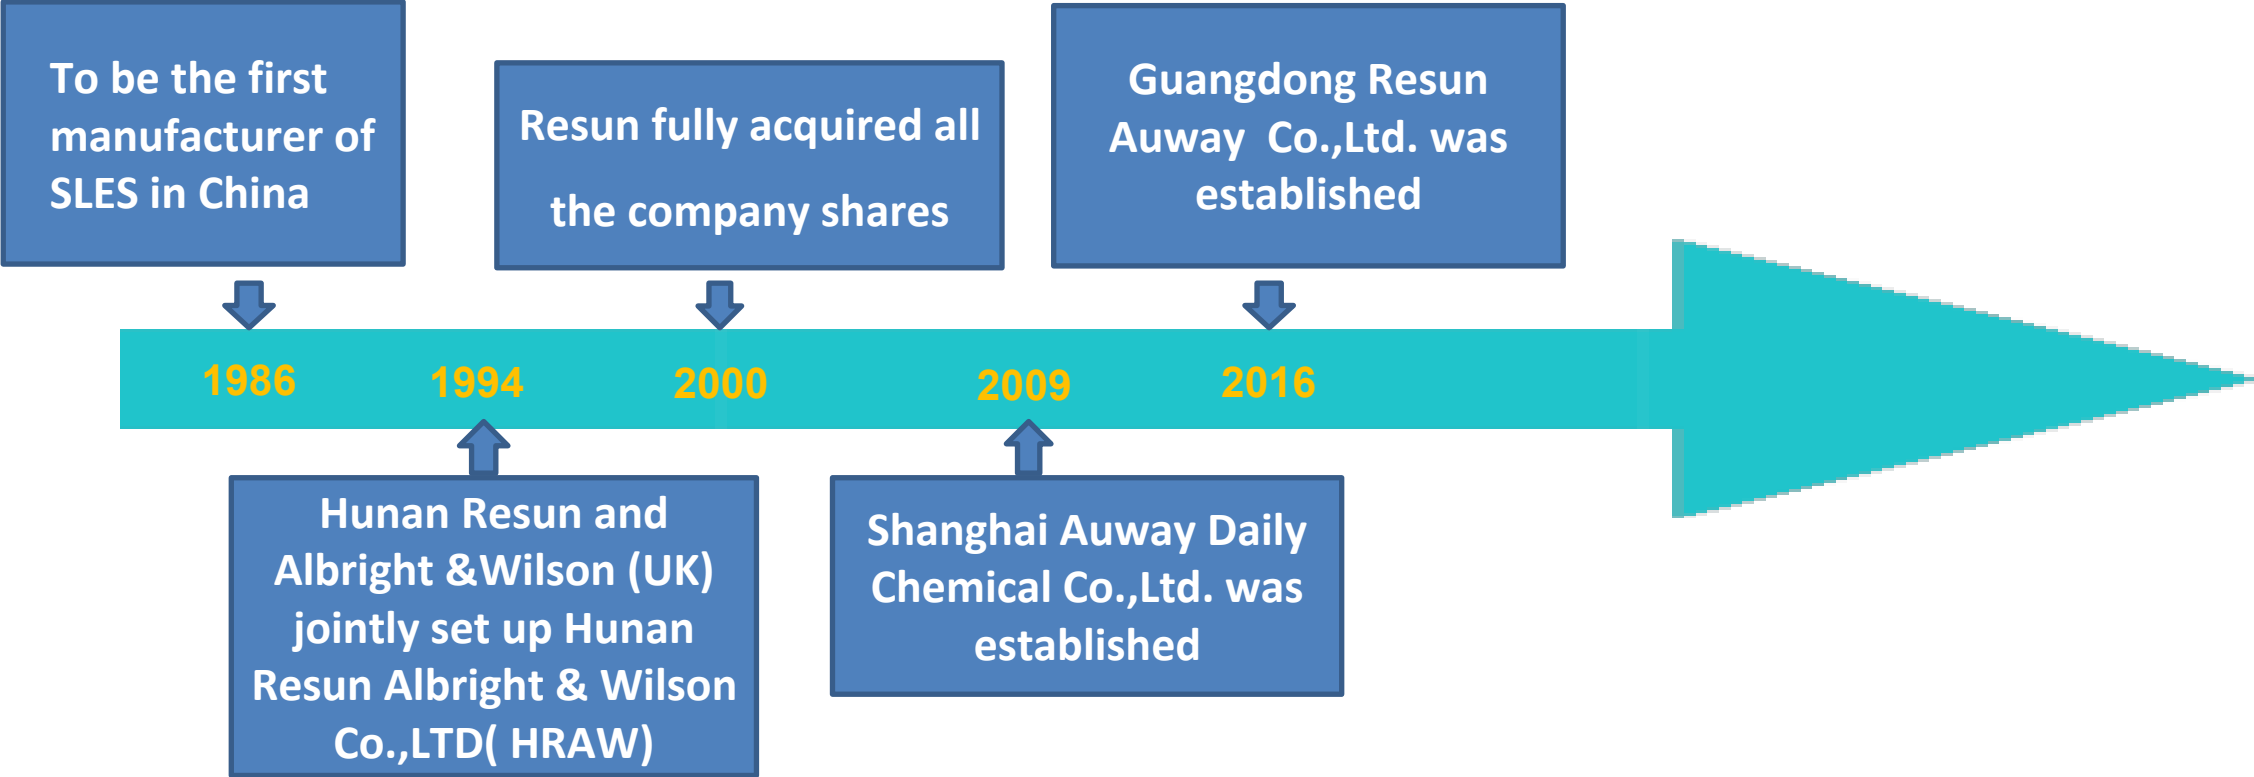 To be the first
manufacturer of
SLES in China
Resun fully acquired all
the company shares
Guangdong Resun
Auway  Co.,Ltd. was
established
1986
1994
2000
2009
2016
Hunan Resun and
Albright &Wilson (UK)
jointly set up Hunan
Resun Albright & Wilson
Co.,LTD( HRAW)
Shanghai Auway Daily
Chemical Co.,Ltd. was
established